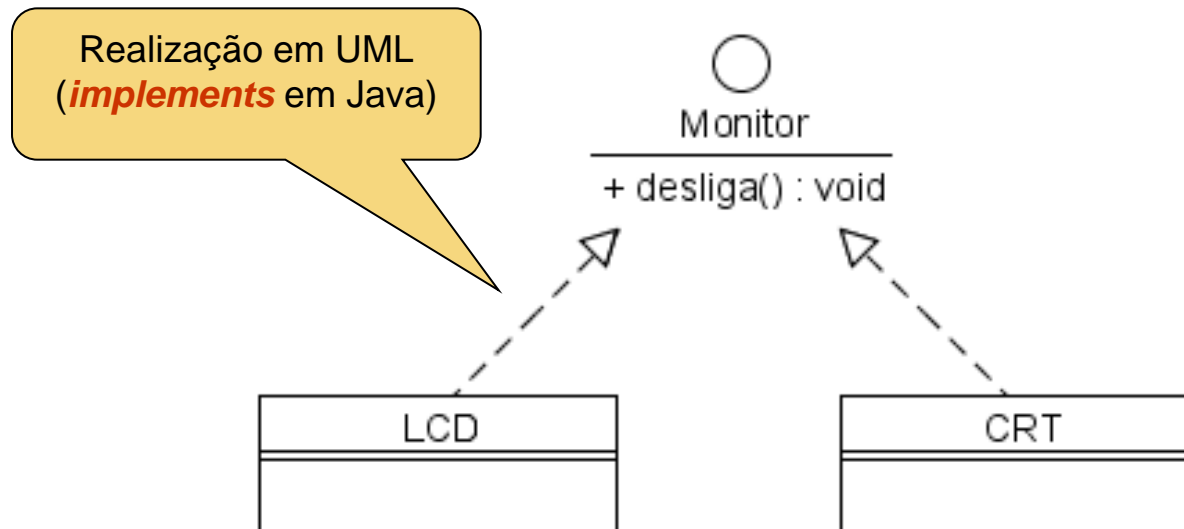 Realização em UML
(implements em Java)
Monitor
+ desliga() : void
LCD
CRT